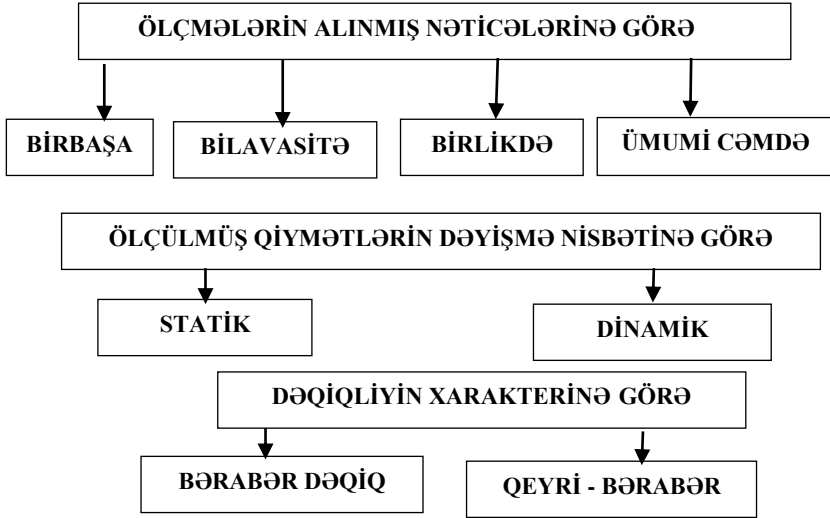 ÖLÇMƏLƏRİN ALINMIŞ NƏTİCƏLƏRİNƏ GÖRƏ
BİRBAŞA
BİLAVASİTƏ
BİRLİKDƏ
ÜMUMİ CƏMDƏ
ÖLÇÜLMÜŞ QİYMƏTLƏRİN DƏYİŞMƏ NİSBƏTİNƏ GÖRƏ
STATİK
DİNAMİK
DƏQİQLİYİN XARAKTERİNƏ GÖRƏ
BƏRABƏR DƏQİQ
QEYRİ - BƏRABƏR